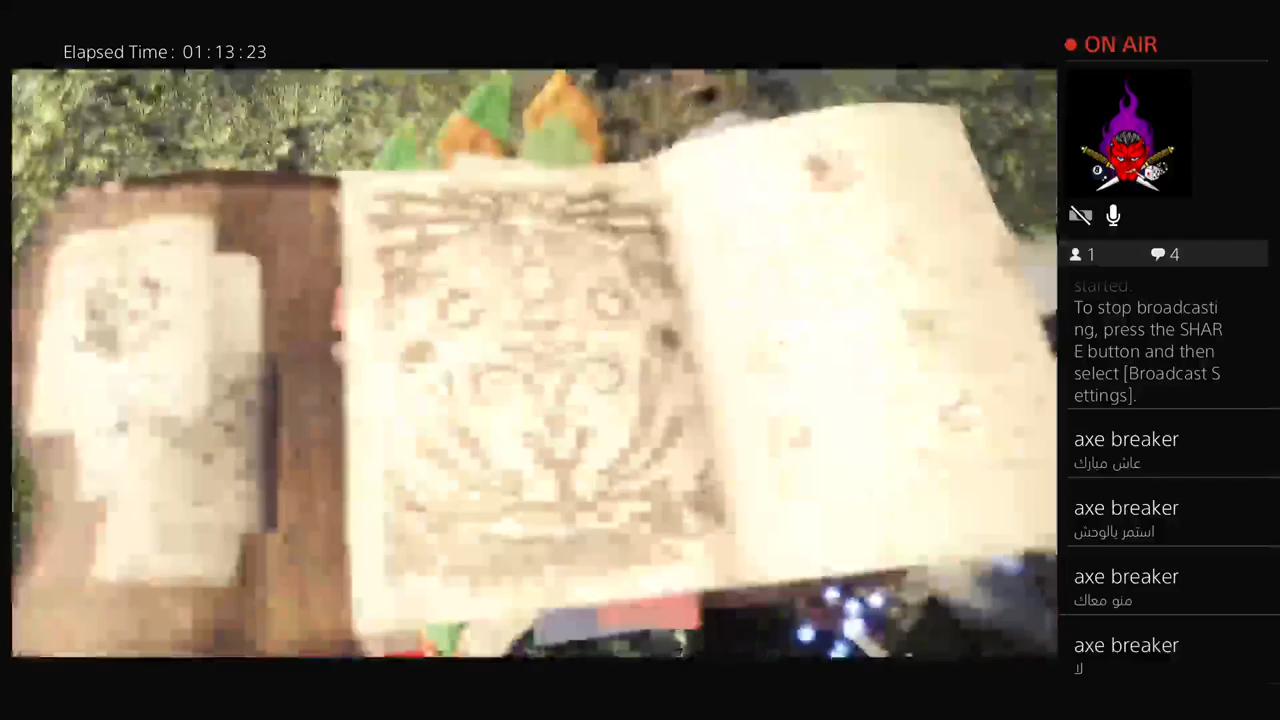 Elapsed Time: 01:13:23
ON AIR
1
4
started.
To stop broadcasti
ng, press the SHAR
E button and then
select [Broadcast S
ettings].
axe breaker
عاش مبارك
axe breaker
استمر يالوحش
axe breaker
منو معاك
axe breaker
لا